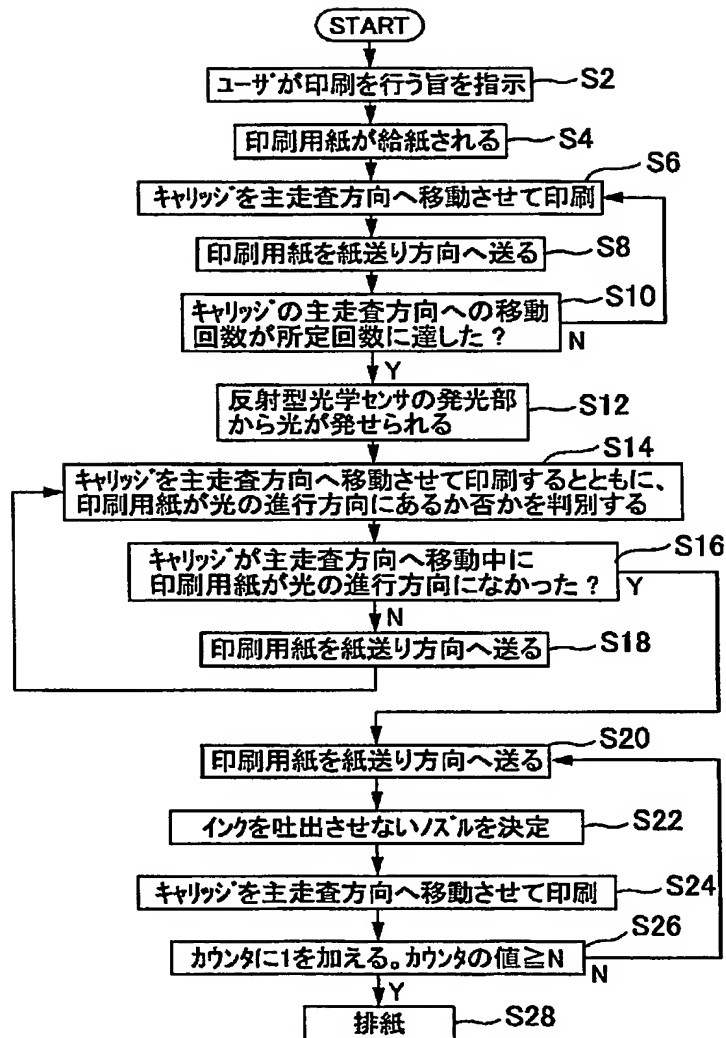 START
ユーザが印刷を行う旨を指示
S2
印刷用紙が給紙される
S4
S6
キャリッジを主走査方向へ移動させて印刷
印刷用紙を紙送り方向へ送る
S8
キャリッジの主走査方向への移動
回数が所定回数に達した？
S10
N
Y
反射型光学センサの発光部
から光が発せられる
S12
S14
キャリッジを主走査方向へ移動させて印刷するとともに、
印刷用紙が光の進行方向にあるか否かを判別する
キャリッジが主走査方向へ移動中に
印刷用紙が光の進行方向になかった？
S16
Y
N
印刷用紙を紙送り方向へ送る
S18
S20
印刷用紙を紙送り方向へ送る
インクを吐出させないノズルを決定
S22
キャリッジを主走査方向へ移動させて印刷
S24
S26
カウンタに1を加える。カウンタの値≧N
N
Y
排紙
S28